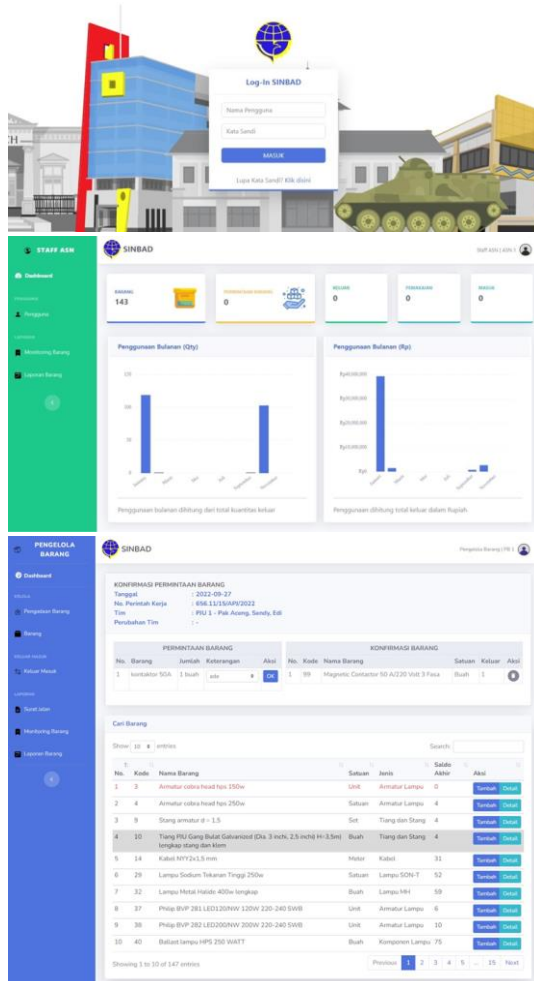 Log-In SINBAD
Nama Pengguna
Kata Sandi
MASUK
Lupa Kata Sandi? Klik disini
STAFF ASN
SINBAD
Staff ASN | ASN 1
Dashboard
Pengguna
Monitoring Barang
Laporan Barang
BARANG
143
PERMINTAAN BARANG
0
0
0
0
Penggunaan Bulanan (Qty)
Penggunaan bulanan dihitung dari total kuantitas keluar
Penggunaan Bulanan (Rp)
Penggunaan dihitung total keluar dalam Rupiah
PENGELOLA BARANG
SINBAD
Pengelola Barang | PB 1
Dashboard
Pengadaan Barang
Barang
Keluar Masuk
Surat Jalan
Monitoring Barang
Laporan Barang
KONFIRMASI PERMINTAAN BARANG
Tanggal : 2022-09-27
No. Perintah Kerja : 656.11/15/APJ/2022
Tim : PJU 1 - Pak Aceng, Sandy, Edi
Perubahan Tim : -
PERMINTAAN BARANG
No. Barang Jumlah Keterangan Aksi
1 kontaktor 50A 1 buah ada OK
KONFIRMASI BARANG
No. Kode Nama Barang Satuan Keluar Aksi
1 99 Magnetic Contactor 50 A/220 Volt 3 Fasa Buah 1
Cari Barang
Show 10 entries Search:
No. Kode Nama Barang Satuan Jenis Saldo Akhir Aksi
1 3 Armatur cobra head hps 150w Unit Armatur Lampu 0 Tambah Detail
2 4 Armatur cobra head hps 250w Satuan Armatur Lampu 4 Tambah Detail
3 9 Stang armatur d - 1,5 Set Tiang dan Stang 4 Tambah Detail
4 10 Tiang PJU Gang Bulat Galvanized (Dia. 3 inchi, 2,5 inchi) H=3,5m) lengkap stang dan klem Buah Tiang dan Stang 4 Tambah Detail
5 14 Kabel NYY2x1,5 mm Meter Kabel 31 Tambah Detail
6 29 Lampu Sodium Tekanan Tinggi 250w Satuan Lampu SON-T 52 Tambah Detail
7 32 Lampu Metal Halide 400w lengkap Buah Lampu MH 59 Tambah Detail
8 37 Philip BVP 281 LED120/NW 120W 220-240 SWB Unit Armatur Lampu 6 Tambah Detail
9 38 Philip BVP 282 LED200/NW 200W 220-240 SWB Unit Armatur Lampu 10 Tambah Detail
10 40 Ballast lampu HPS 250 WATT Buah Komponen Lampu 75 Tambah Detail
Showing 1 to 10 of 147 entries
Previous 1 2 3 4 5 ... 15 Next